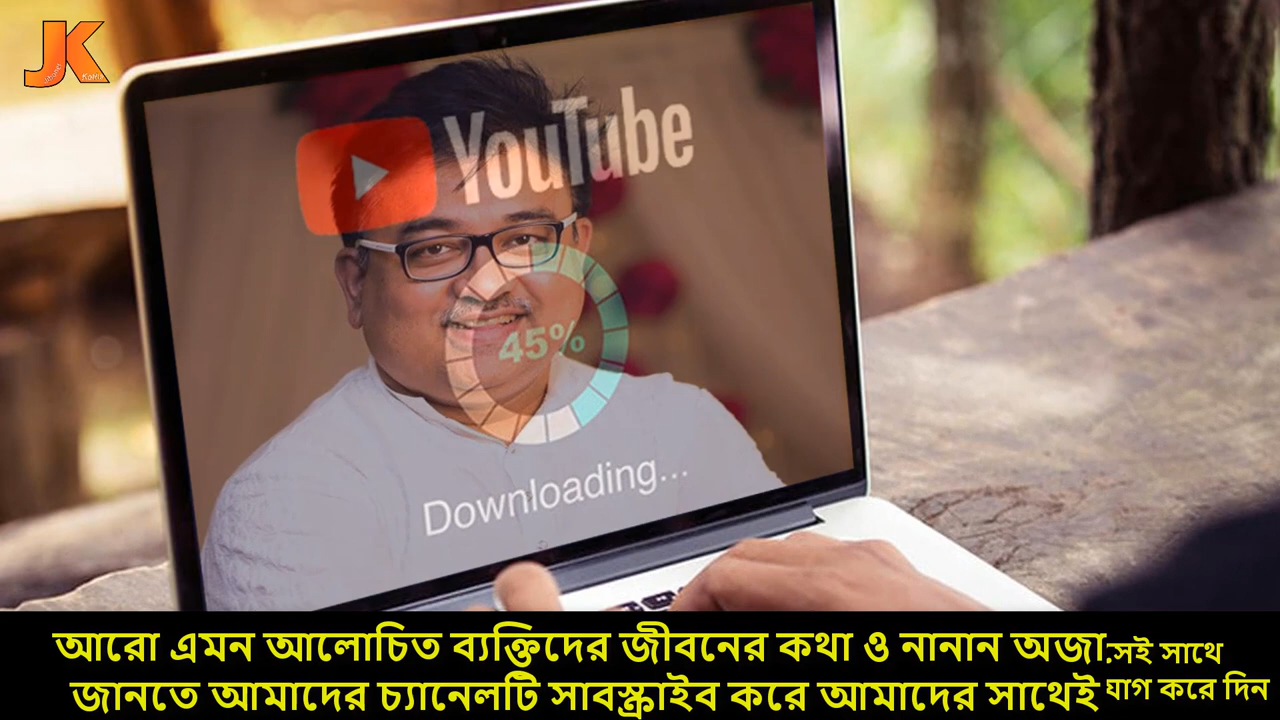 JK
YouTube
45%
Downloading...
আরো এমন আলোচিত ব্যক্তিদের জীবনের কথা ও নানান অজা
জানতে আমাদের চ্যানেলটি সাবস্ক্রাইব করে আমাদের সাথেই
সাথে
করে দিন